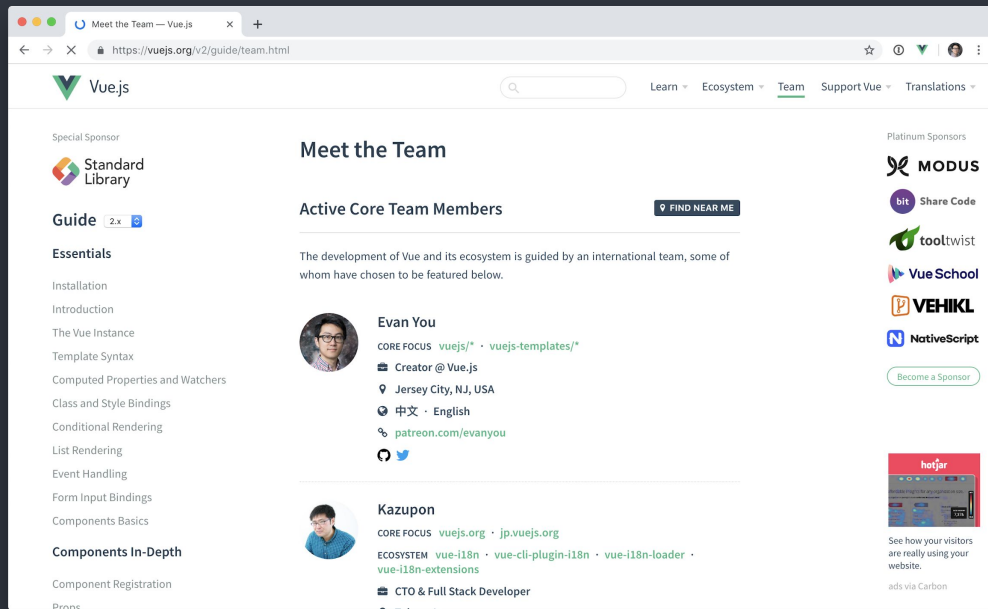 Meet the Team — Vue.js
https://vuejs.org/v2/guide/team.html
Vue.js
Learn
Ecosystem
Team
Support Vue
Translations
Special Sponsor
Standard
Library
Guide 2.x
Essentials
Installation
Introduction
The Vue Instance
Template Syntax
Computed Properties and Watchers
Class and Style Bindings
Conditional Rendering
List Rendering
Event Handling
Form Input Bindings
Components Basics
Components In-Depth
Component Registration
Props
Meet the Team
Active Core Team Members
FIND NEAR ME
The development of Vue and its ecosystem is guided by an international team, some of
whom have chosen to be featured below.
Evan You
CORE FOCUS vuejs/* · vuejs-templates/*
Creator @ Vue.js
Jersey City, NJ, USA
中文 · English
patreon.com/evanyou
Kazupon
CORE FOCUS vuejs.org · jp.vuejs.org
ECOSYSTEM vue-i18n · vue-cli-plugin-i18n · vue-i18n-loader ·
vue-i18n-extensions
CTO & Full Stack Developer
Platinum Sponsors
MODUS
bit Share Code
tooltwist
Vue School
VEHIKL
NativeScript
Become a Sponsor
hotjar
See how your visitors
are really using your
website.
ads via Carbon